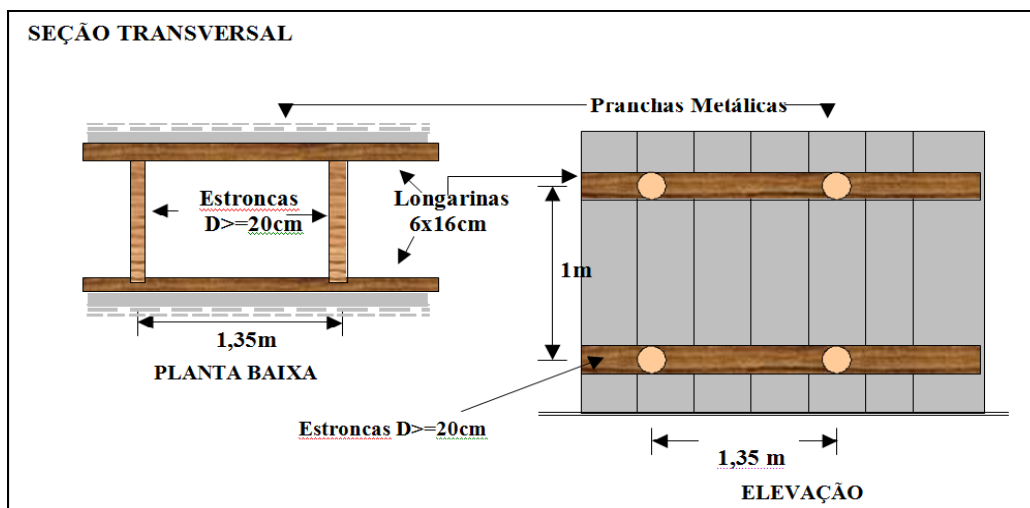 SEÇÃO TRANSVERSAL
Pranchas Metálicas
Estroncas
D>=20cm
Longarinas
6x16cm
1m
1,35m
PLANTA BAIXA
Estroncas D>=20cm
1,35 m
ELEVAÇÃO